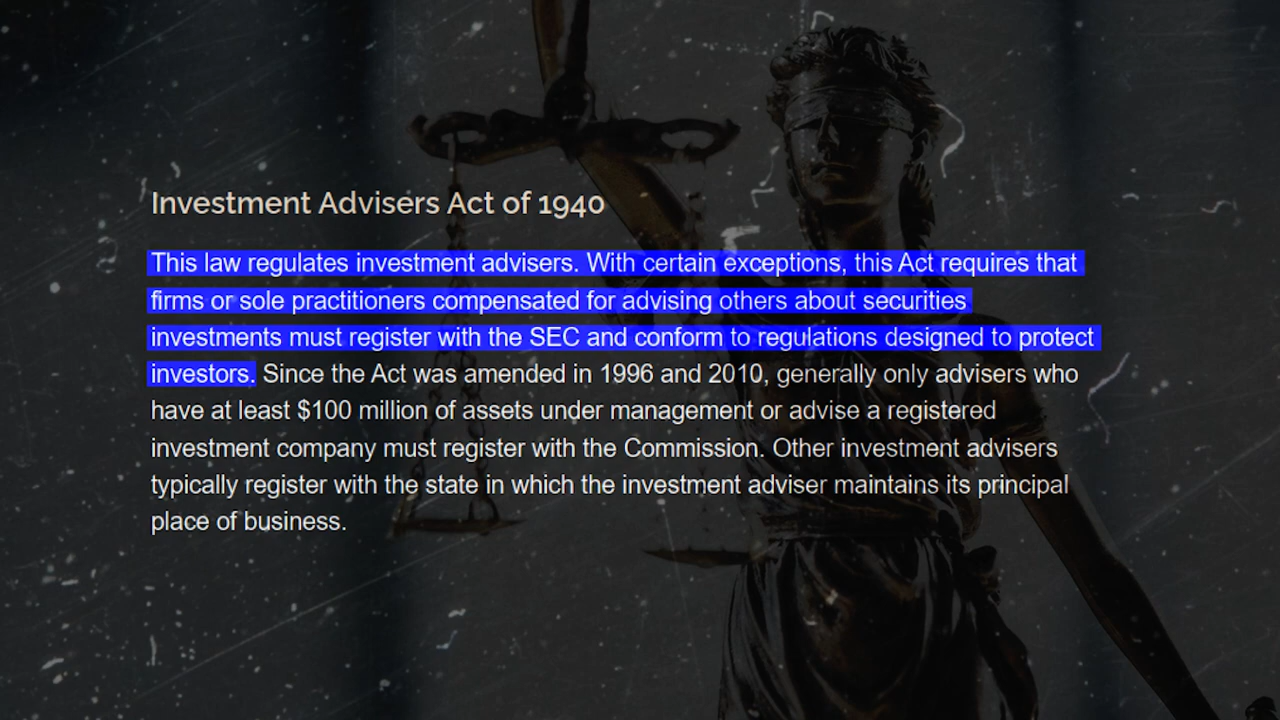 Investment Advisers Act of 1940
This law regulates investment advisers. With certain exceptions, this Act requires that
firms or sole practitioners compensated for advising others about securities
investments must register with the SEC and conform to regulations designed to protect
investors. Since the Act was amended in 1996 and 2010, generally only advisers who
have at least $100 million of assets under management or advise a registered
investment company must register with the Commission. Other investment advisers
typically register with the state in which the investment adviser maintains its principal
place of business.